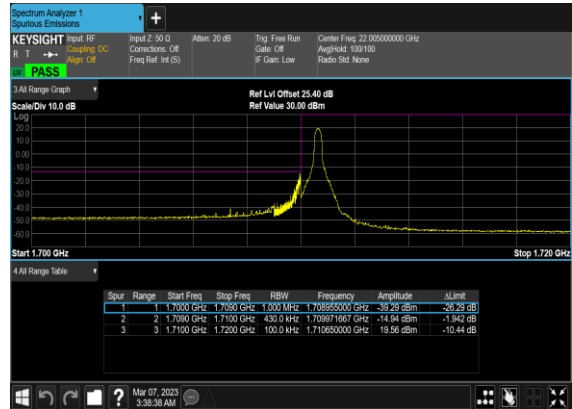 Spectrum Analyzer 1
Spurious Emissions
+
KEYSIGHT Input: RF Input Z: 50 Ω Atten: 20 dB Trig: Free Run Center Freq: 22.005000000 GHz
R T Coupling: DC Corrections: Off Gate: Off Avg|Hold: 100/100
Align: Off Freq Ref: Int (S) IF Gain: Low Radio Std: None
PASS
3 All Range Graph
Ref Lvl Offset 25.40 dB
Scale/Div 10.0 dB Ref Value 30.00 dBm
Log
20.0
10.0
0.00
-10.0
-20.0
-30.0
-40.0
-50.0
-60.0
Start 1.700 GHz Stop 1.720 GHz
4 All Range Table
Spur Range Start Freq Stop Freq RBW Frequency Amplitude ΔLimit
1 1 1.7000 GHz 1.7090 GHz 1.000 MHz 1.708955000 GHz -39.29 dBm -26.29 dB
2 2 1.7090 GHz 1.7100 GHz 430.0 kHz 1.709971667 GHz -14.94 dBm -1.942 dB
3 3 1.7100 GHz 1.7200 GHz 100.0 kHz 1.710650000 GHz 19.56 dBm -10.44 dB
? Mar 07, 2023
3:38:38 AM